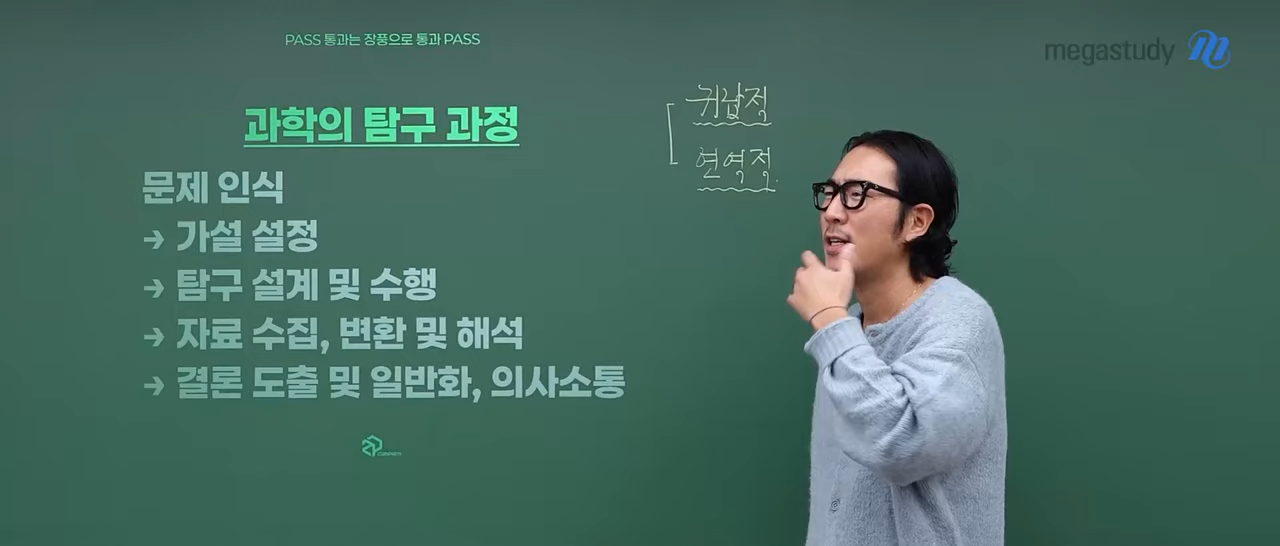 PASS 통과는 장풍으로 통과 PASS
megastudy
과학의 탐구 과정
문제 인식
→ 가설 설정
→ 탐구 설계 및 수행
→ 자료 수집, 변환 및 해석
→ 결론 도출 및 일반화, 의사소통
귀납적
연역적